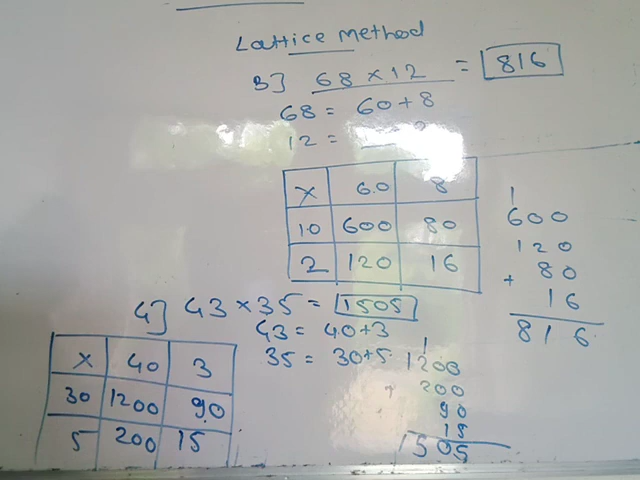 Lattice Method
3] 68 × 12 = 816
68 = 60 + 8
12 =
× 60 8
10 600 80
2 120 16
1
600
120
+ 80
16
816
4] 43 × 35 = 1505
43 = 40 + 3
35 = 30 + 5
× 40 3
30 1200 90
5 200 15
1
1200
+ 200
90
15
1505